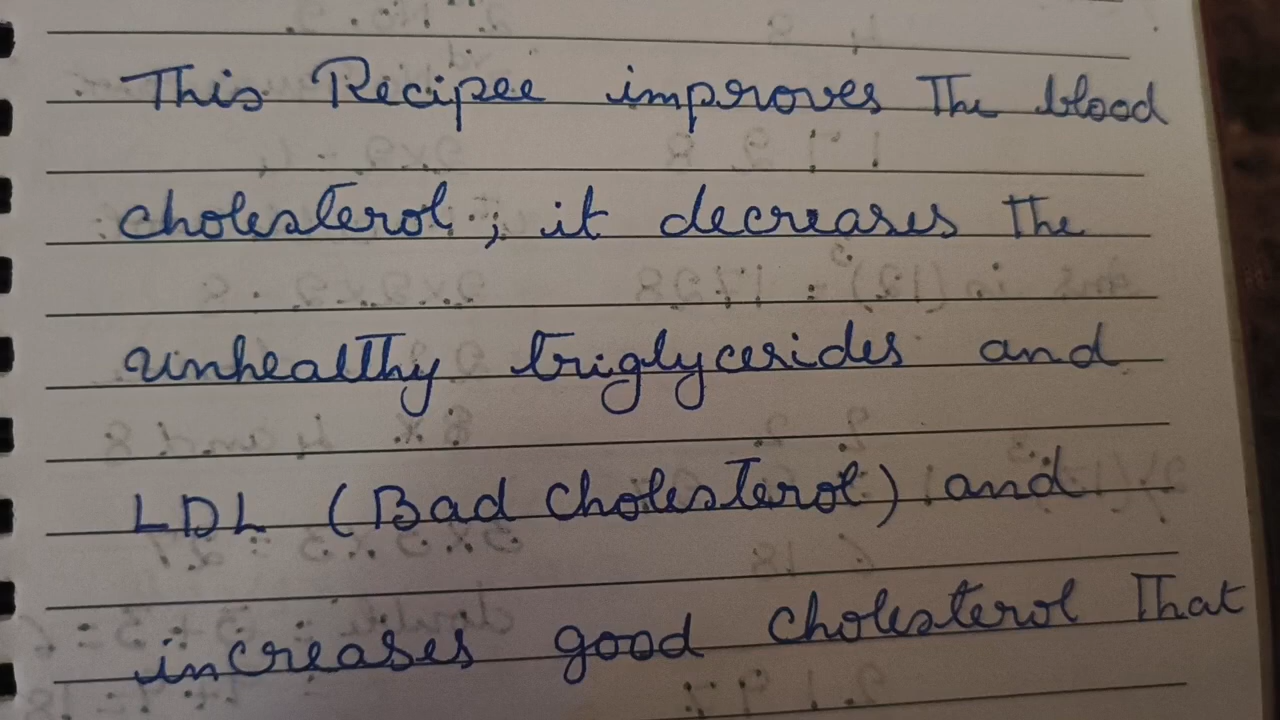 This Recipee improves The blood
cholesterol, it decreases The
unhealthy triglycerides and
LDL (Bad Cholesterol) and
increases good cholesterol That